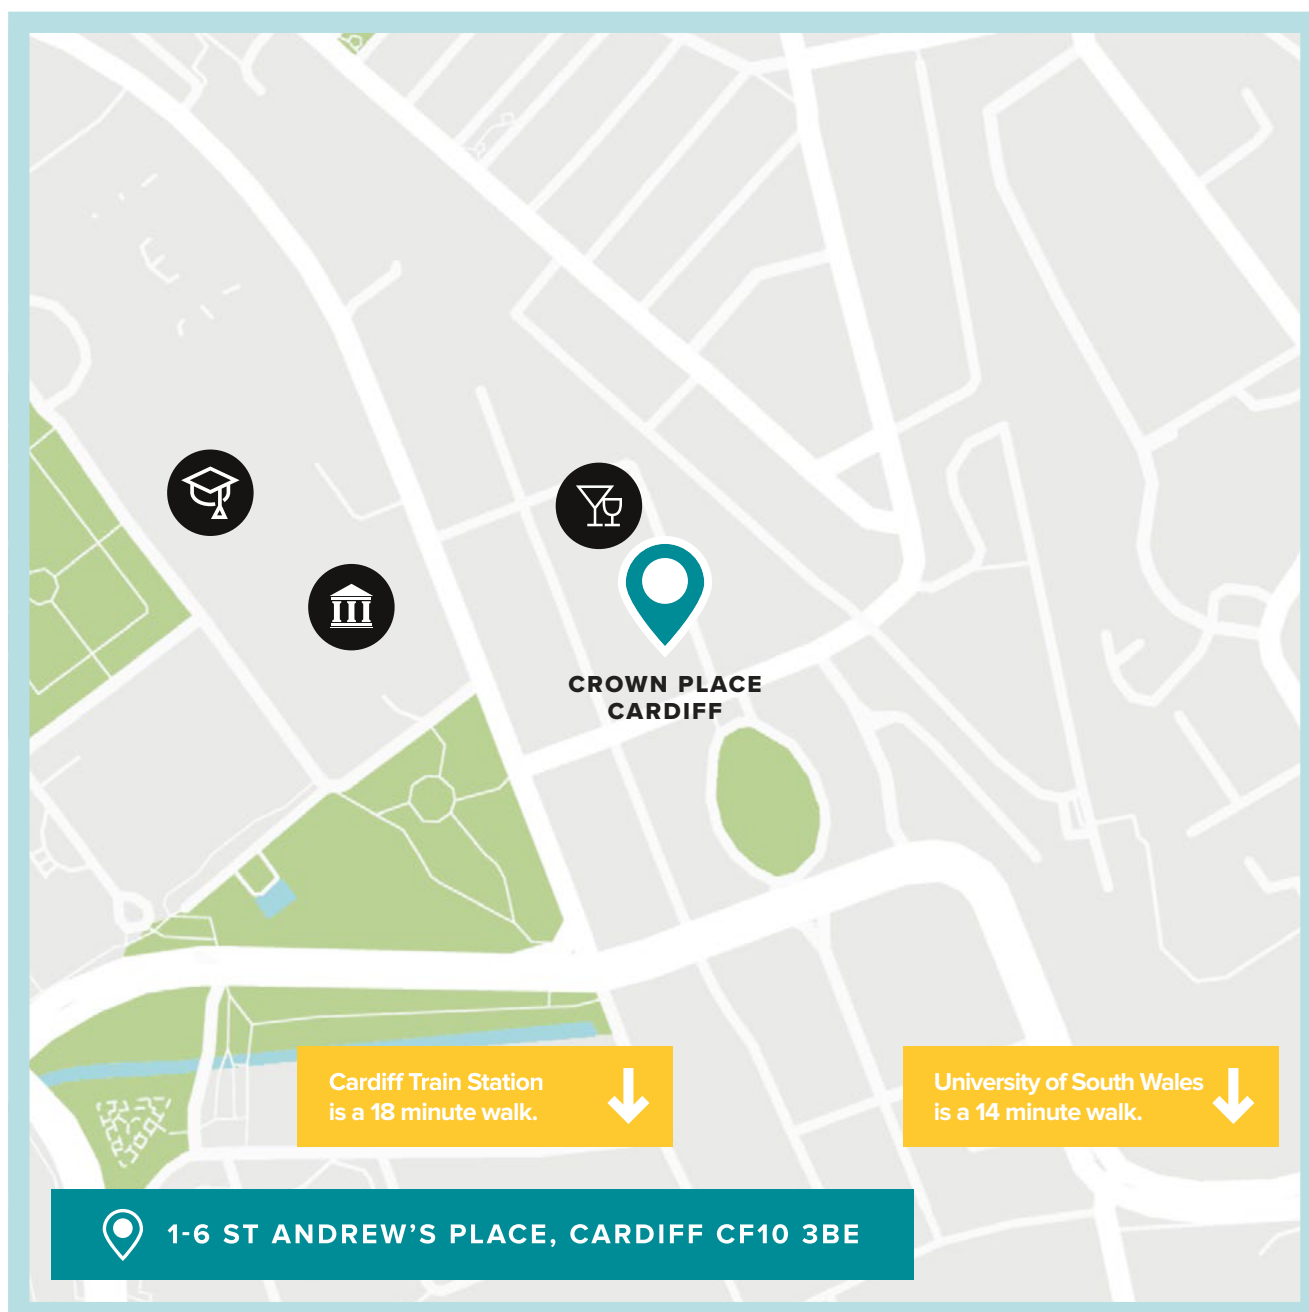 CROWN PLACE
CARDIFF
Cardiff Train Station
is a 18 minute walk.
University of South Wales
is a 14 minute walk.
1-6 ST ANDREW’S PLACE, CARDIFF CF10 3BE